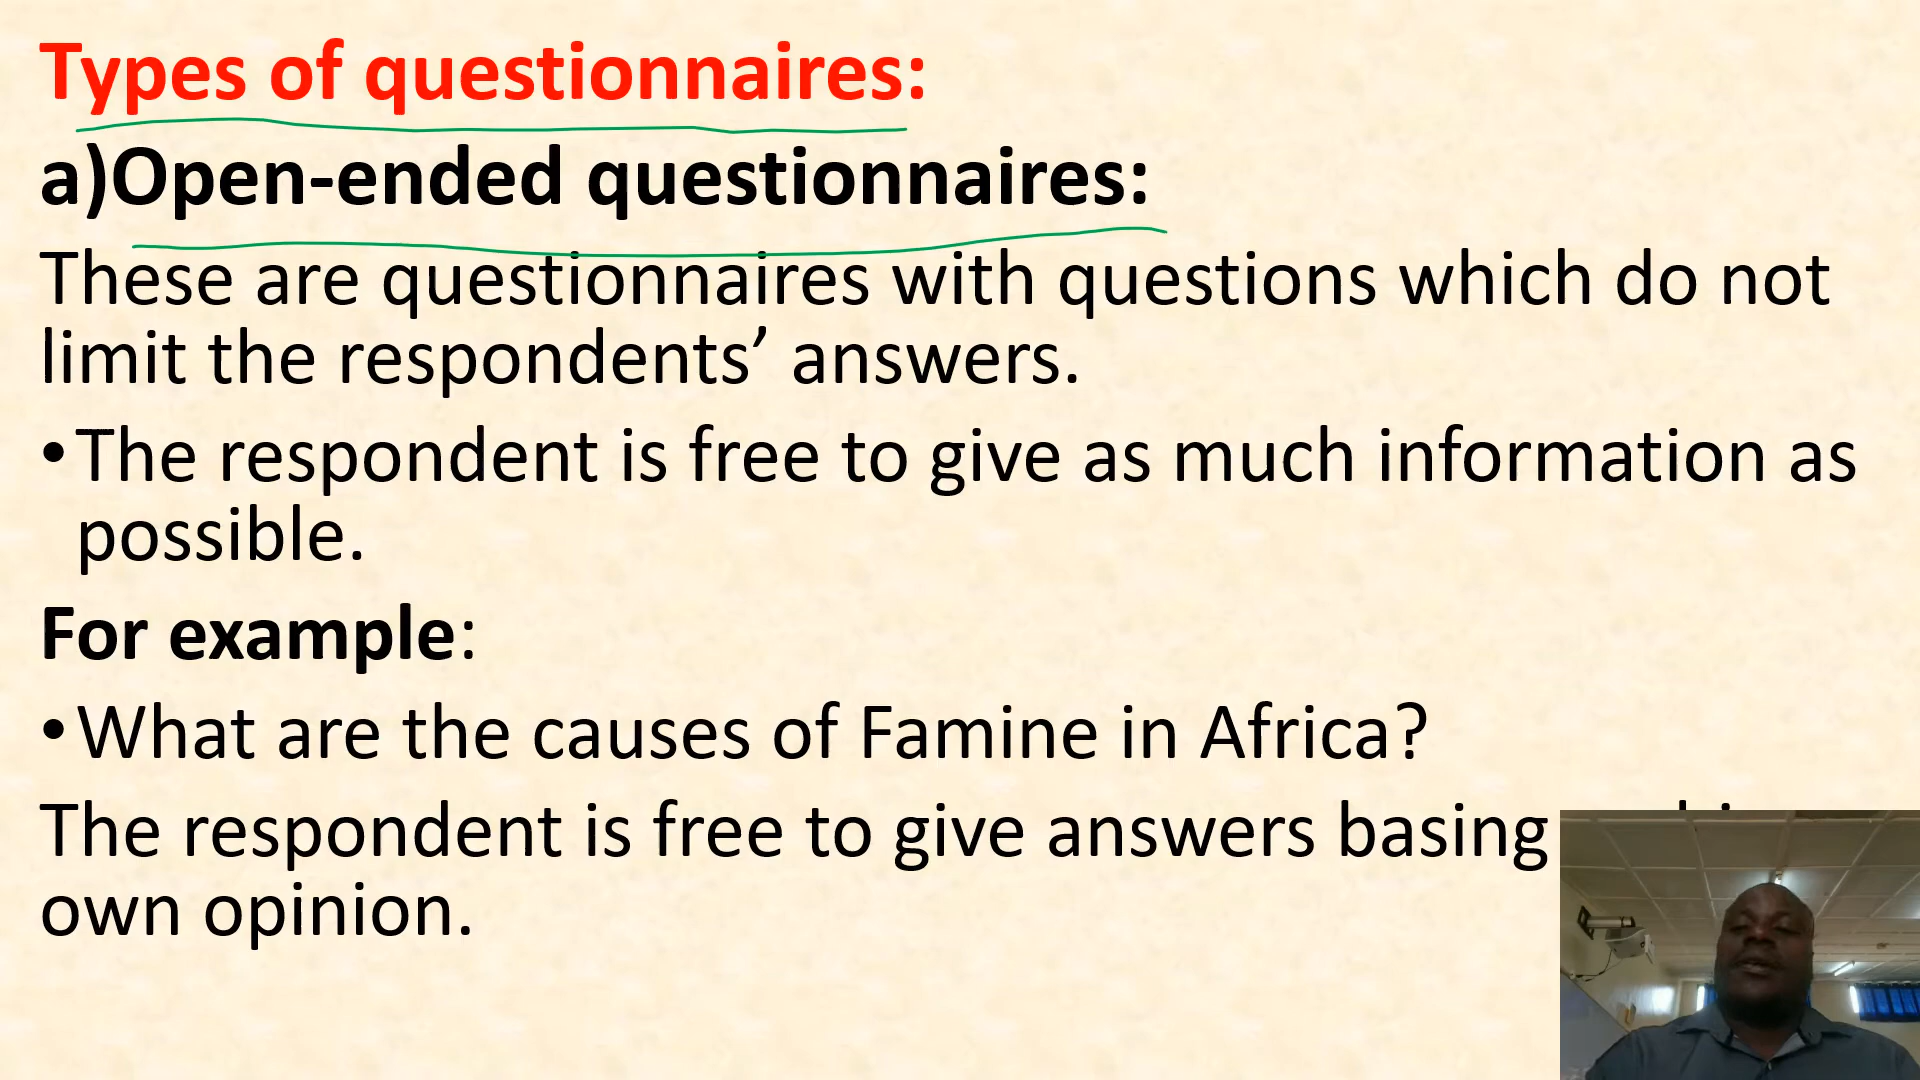 Types of questionnaires:
a)Open-ended questionnaires:
These are questionnaires with questions which do not
limit the respondents’ answers.
•The respondent is free to give as much information as
possible.
For example:
•What are the causes of Famine in Africa?
The respondent is free to give answers basing
own opinion.